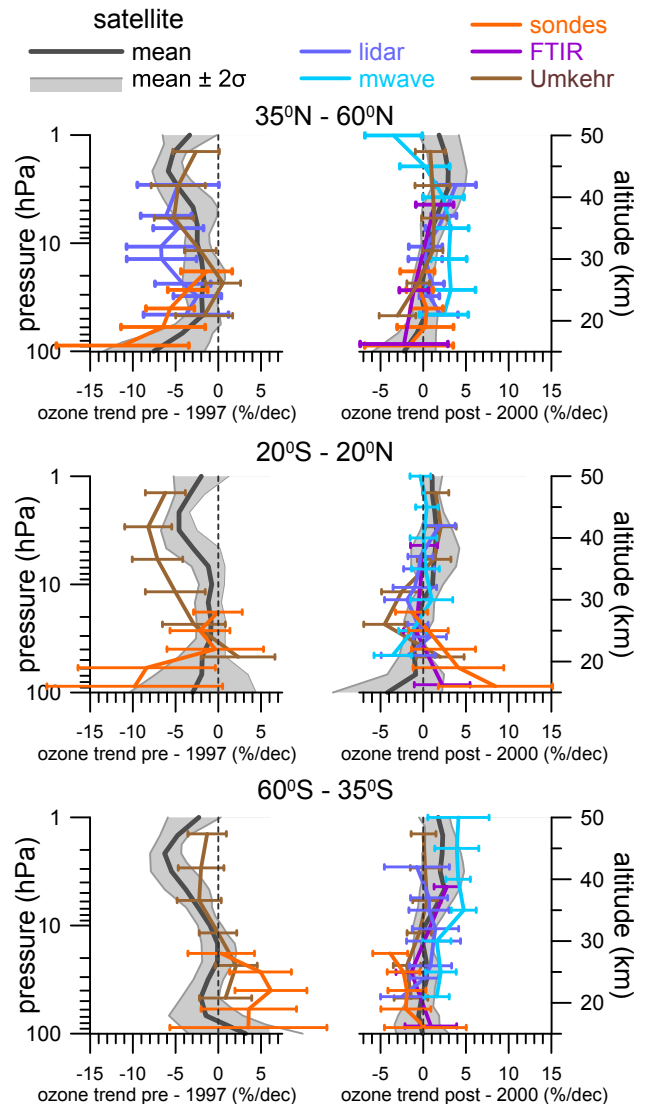 satellite
sondes
mean
lidar
FTIR
mean ± 2σ
mwave
Umkehr
35⁰N - 60⁰N
pressure (hPa)
1
10
100
-15 -10 -5 0 5
ozone trend pre - 1997 (%/dec)
-5 0 5 10 15
ozone trend post - 2000 (%/dec)
50
40
30
20
altitude (km)
20⁰S - 20⁰N
pressure (hPa)
1
10
100
-15 -10 -5 0 5
ozone trend pre - 1997 (%/dec)
-5 0 5 10 15
ozone trend post - 2000 (%/dec)
50
40
30
20
altitude (km)
60⁰S - 35⁰S
pressure (hPa)
1
10
100
-15 -10 -5 0 5
ozone trend pre - 1997 (%/dec)
-5 0 5 10 15
ozone trend post - 2000 (%/dec)
50
40
30
20
altitude (km)